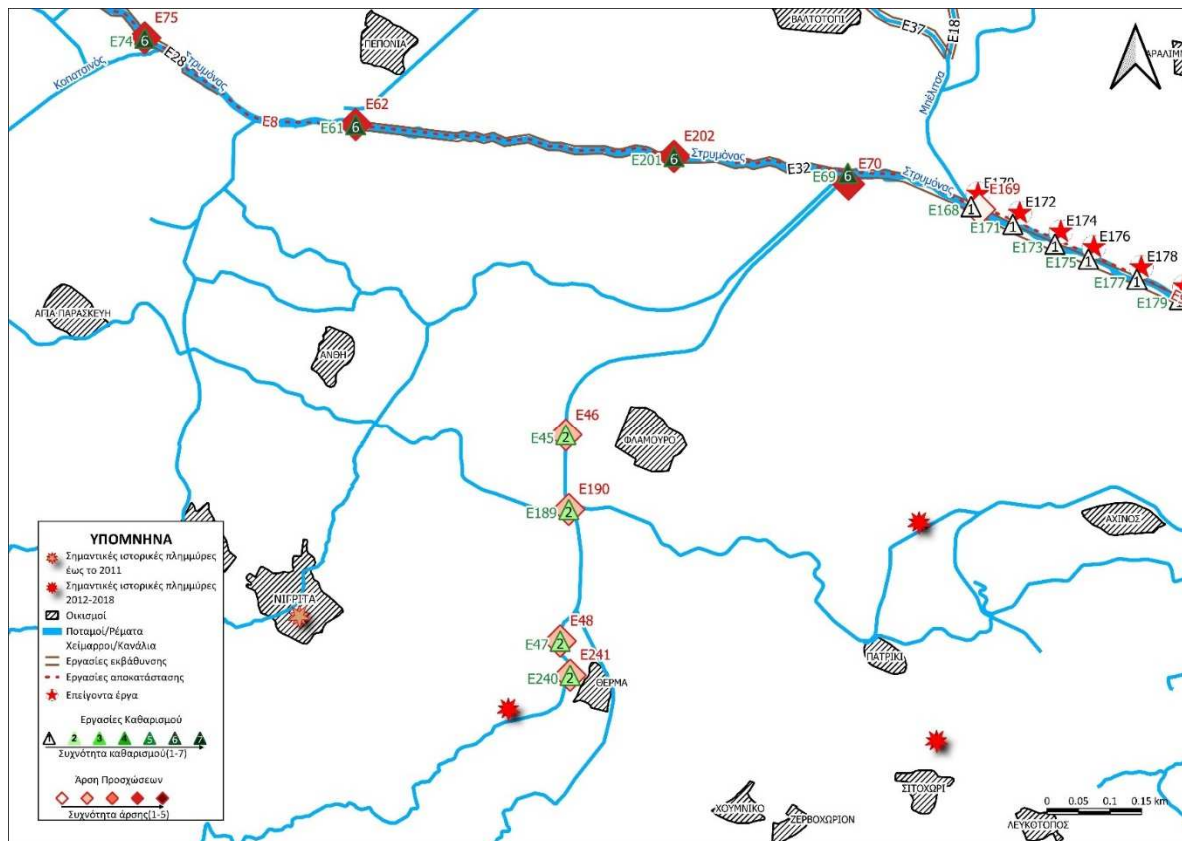 E75
E74
6
E28
Στρυμόνας
Κοπατσινός
ΠΕΠΟΝΙΑ
ΒΑΛΤΟΤΟΠΙ
E37
E18
Μπέλιτσα
E8
E62
E61
6
E202
E201
6
Στρυμόνας
E32
E70
E69
6
Στρυμόνας
E169
E168
1
E172
E171
1
E174
E173
1
E176
E175
1
E178
E177
1
E179
ΑΓΙΑ ΠΑΡΑΣΚΕΥΗ
ΑΝΘΗ
E46
E45
2
ΦΛΑΜΟΥΡΟ
E190
E189
2
ΑΧΙΝΟΣ
ΝΙΓΡΙΤΑ
E48
E47
2
E241
E240
2
ΘΕΡΜΑ
ΠΑΤΡΙΚΙ
ΣΙΤΟΧΩΡΙ
ΧΟΥΜΝΙΚΟ
ΖΕΡΒΟΧΩΡΙΟΝ
ΛΕΥΚΟΤΟΠΟΣ
0 0.05 0.1 0.15 km
ΥΠΟΜΝΗΜΑ
Σημαντικές ιστορικές πλημμύρες
έως το 2011
Σημαντικές ιστορικές πλημμύρες
2012-2018
Οικισμοί
Ποταμοί/Ρέματα
Χείμαρροι/Κανάλια
Εργασίες εκβάθυνσης
Εργασίες αποκατάστασης
Επείγοντα έργα
Εργασίες Καθαρισμού
1 2 3 4 5 6 7
Συχνότητα καθαρισμού(1-7)
Άρση Προσχώσεων
Συχνότητα άρσης(1-5)